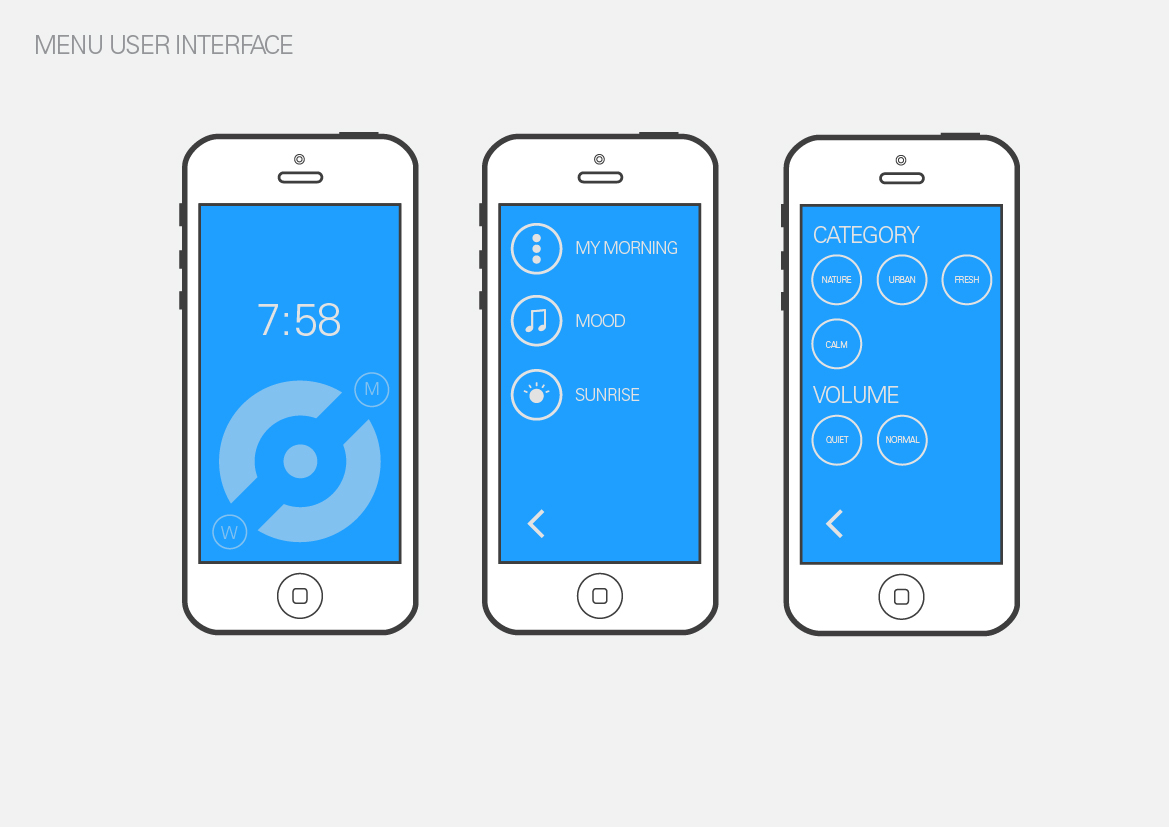 MENU USER INTERFACE
7:58
M
W
MY MORNING
MOOD
SUNRISE
CATEGORY
NATURE URBAN FRESH
CALM
VOLUME
QUIET NORMAL